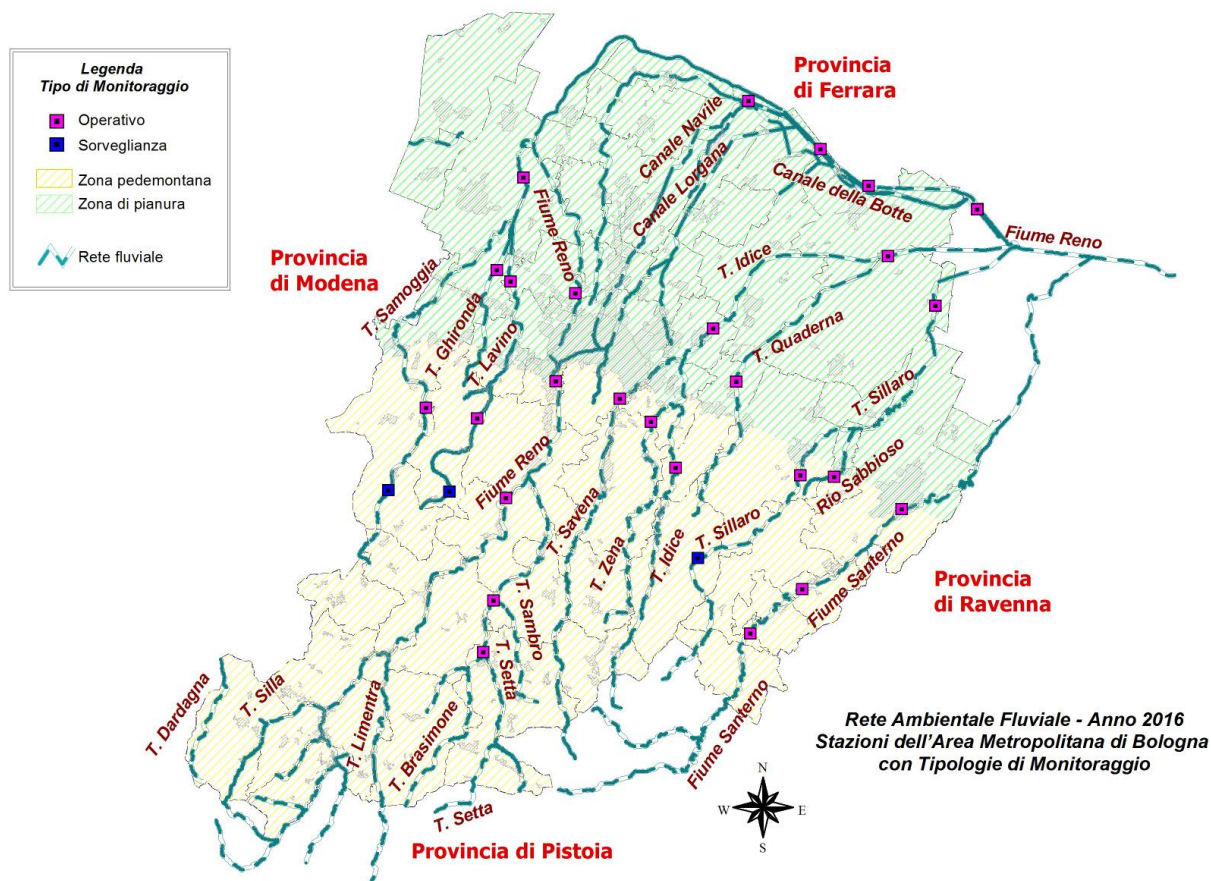 Legenda
Tipo di Monitoraggio
Operativo
Sorveglianza
Zona pedemontana
Zona di pianura
Rete fluviale
Provincia
di Ferrara
Provincia
di Modena
Canale Navile
Canale Lorgana
Canale della Botte
Fiume Reno
Fiume Reno
T. Samoggia
T. Ghironda
T. Lavino
T. Idice
T. Quaderna
T. Sillaro
Fiume Reno
Rio Sabbioso
T. Savena
T. Zena
T. Idice
T. Sillaro
Fiume Santerno
Provincia
di Ravenna
T. Sambro
T. Setta
T. Dardagna
T. Silla
T. Limentra
T. Brasimone
Fiume Santerno
T. Setta
Provincia di Pistoia
Rete Ambientale Fluviale - Anno 2016
Stazioni dell'Area Metropolitana di Bologna
con Tipologie di Monitoraggio
N
W
E
S